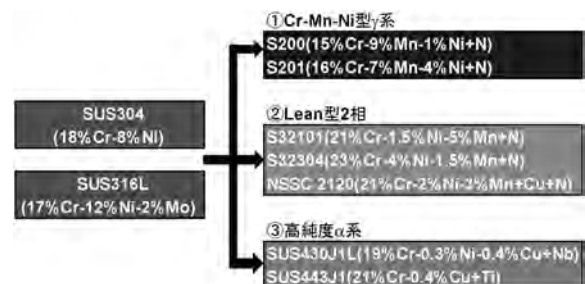 SUS304
(18%Cr-8%Ni)
SUS316L
(17%Cr-12%Ni-2%Mo)
①Cr-Mn-Ni型γ系
S200(15%Cr-9%Mn-1%Ni+N)
S201(16%Cr-7%Mn-4%Ni+N)
②Lean型2相
S32101(21%Cr-1.5%Ni-5%Mn+N)
S32304(23%Cr-4%Ni-1.5%Mn+N)
NSSC 2120(21%Cr-2%Ni-3%Mn+Cu+N)
③高純度α系
SUS430J1L(19%Cr-0.3%Ni-0.4%Cu+Nb)
SUS443J1(21%Cr-0.4%Cu+Ti)